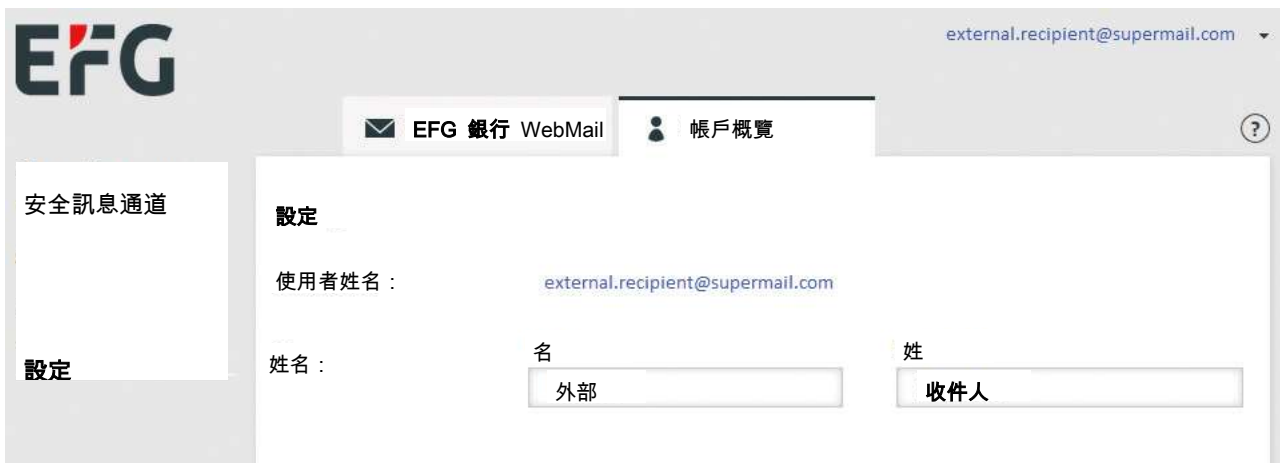 EFG
external.recipient@supermail.com
EFG 銀行 WebMail
帳戶概覽
?
安全訊息通道
設定
設定
使用者姓名：
external.recipient@supermail.com
姓名：
名
姓
外部
收件人